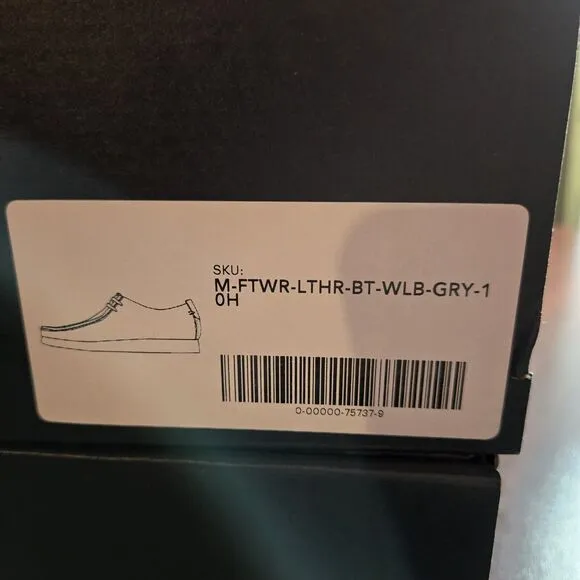 SKU:
M-FTWR-LTHR-BT-WLB-GRY-1
0H
0-00000-75737-9